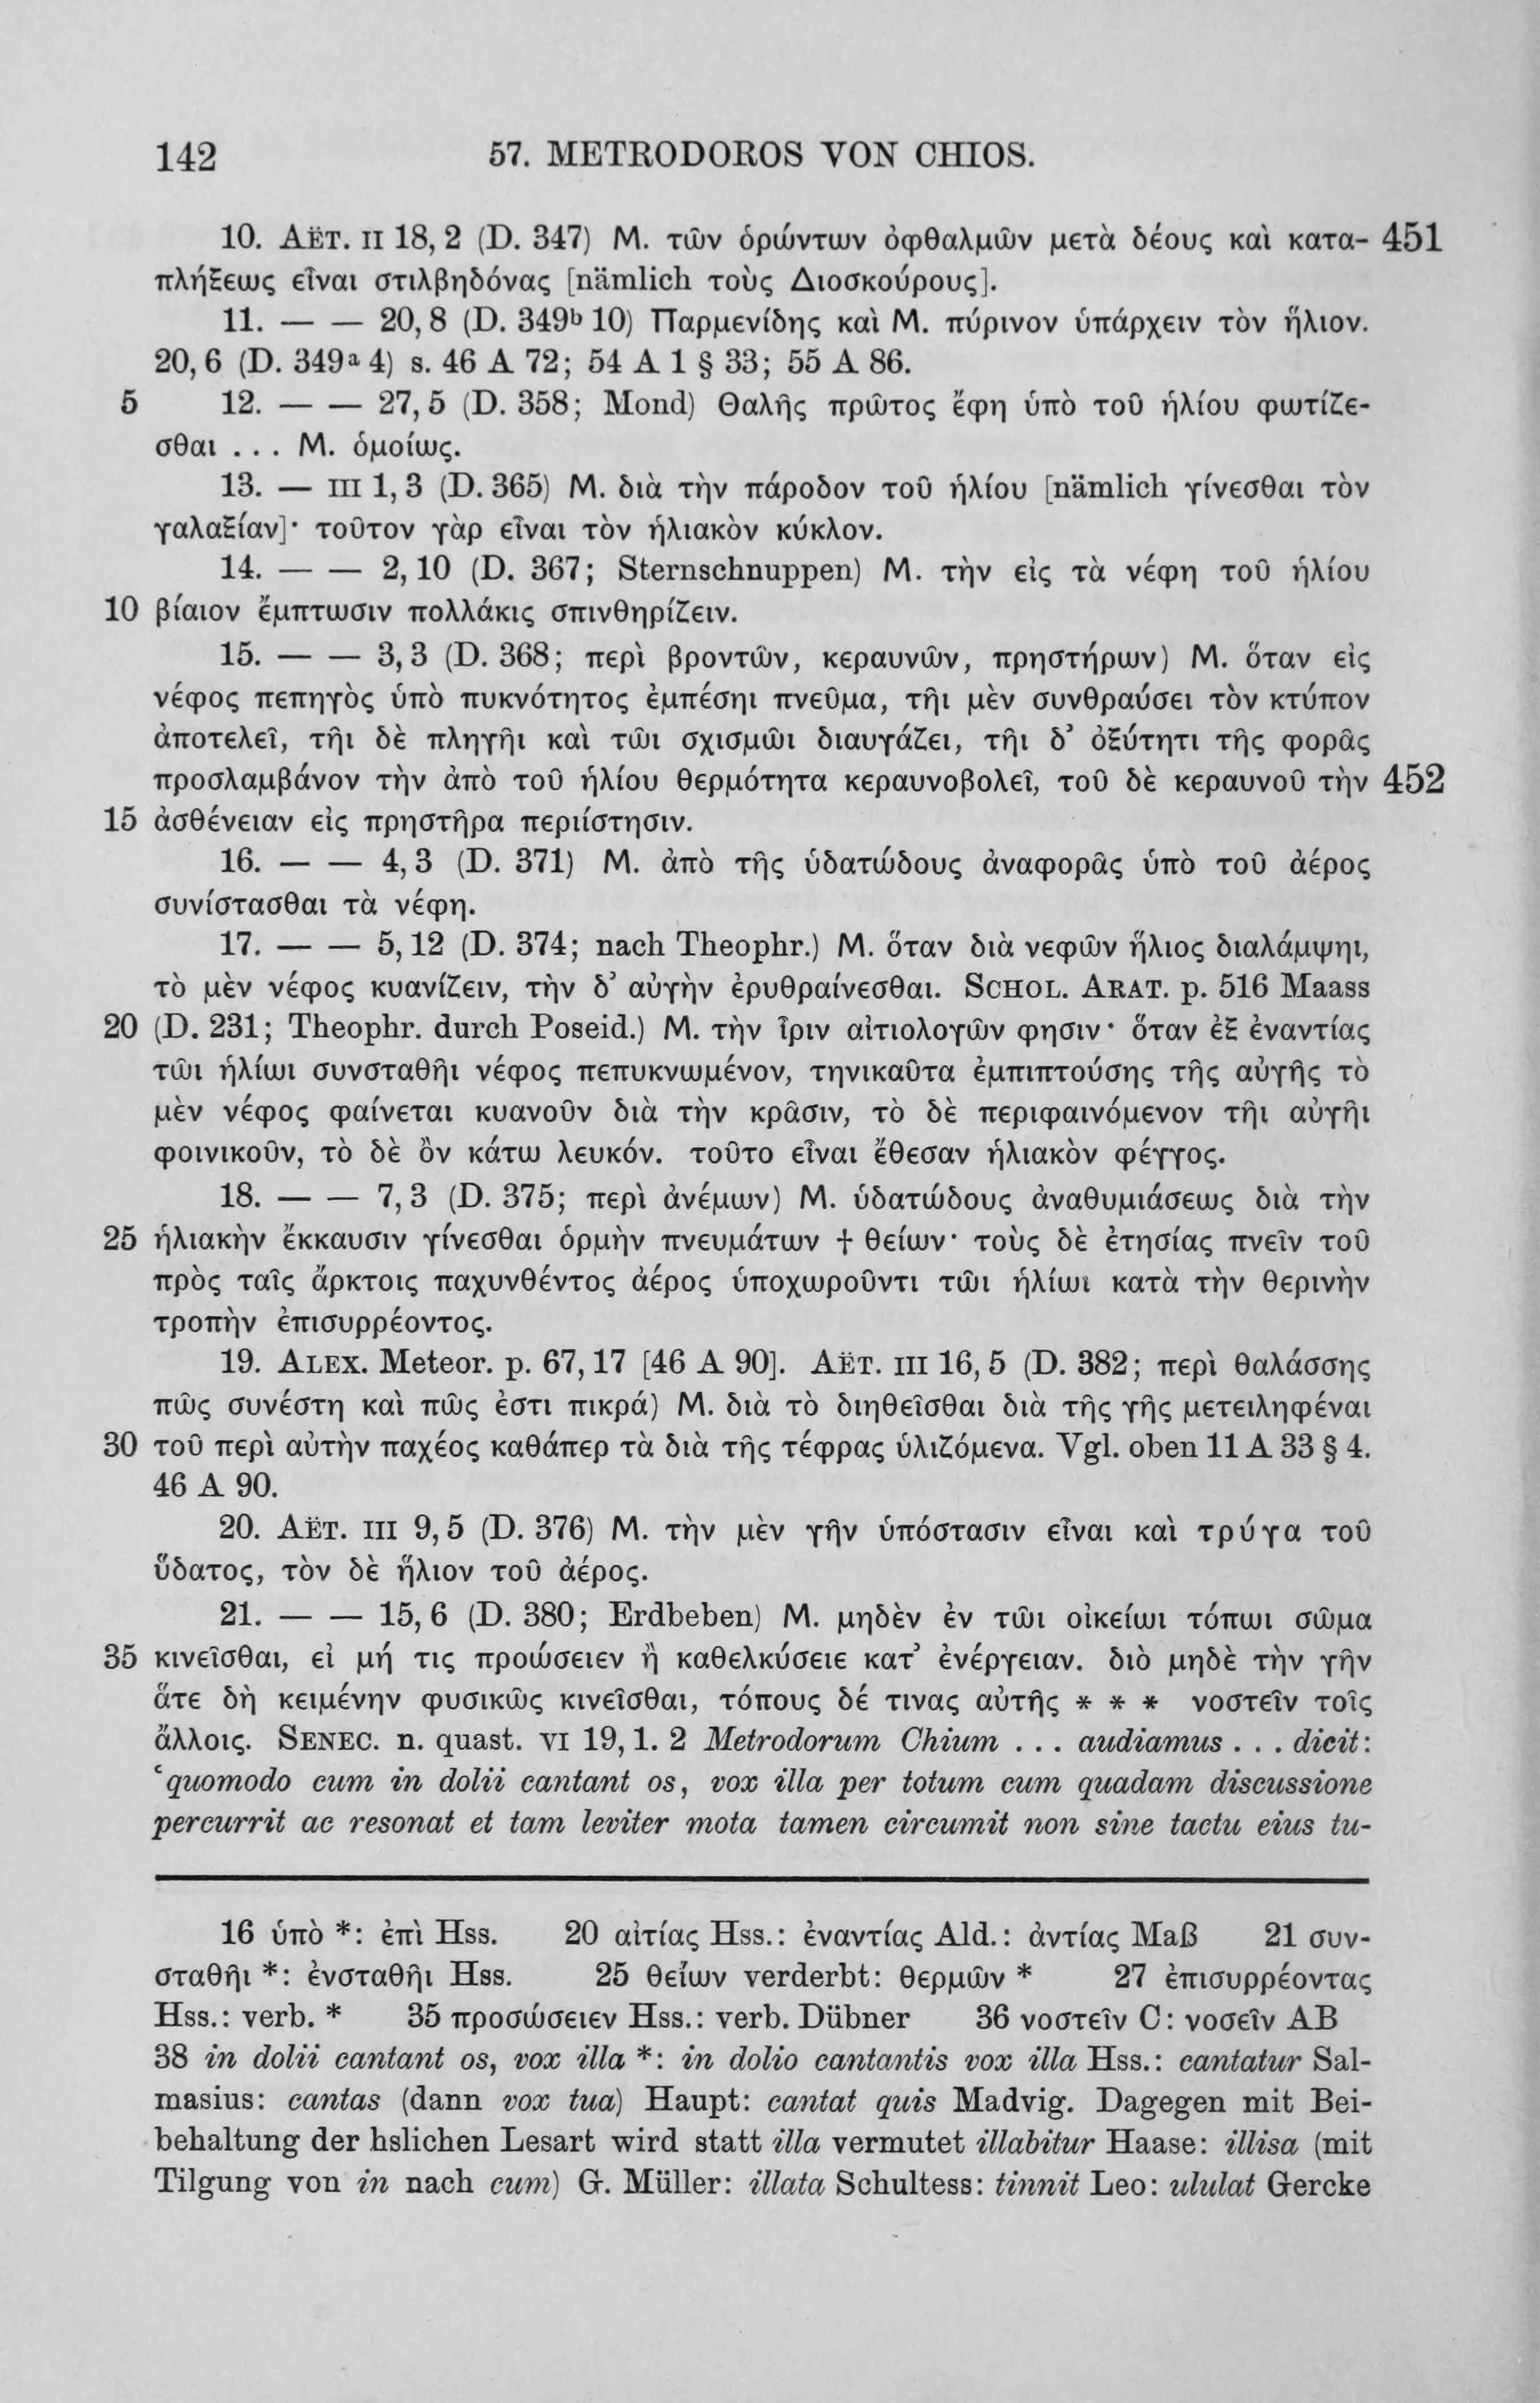 142 57. METRODOROS VON CHIOS.
10. AËT. II 18, 2 (D. 347) M. τῶν ὁρώντων ὀφθαλμῶν μετὰ δέους καὶ κατα- 451
πλήξεως εἶναι στιλβηδόνας [nämlich τοὺς Διοσκούρους].
11. — — 20, 8 (D. 349ᵇ 10) Παρμενίδης καὶ M. πύρινον ὑπάρχειν τὸν ἥλιον.
20, 6 (D. 349ᵃ 4) s. 46 A 72; 54 A 1 § 33; 55 A 86.
5 12. — — 27, 5 (D. 358; Mond) Θαλῆς πρῶτος ἔφη ὑπὸ τοῦ ἡλίου φωτίζε-
σθαι ... M. ὁμοίως.
13. — III 1, 3 (D. 365) M. διὰ τὴν πάροδον τοῦ ἡλίου [nämlich γίνεσθαι τὸν
γαλαξίαν]· τοῦτον γὰρ εἶναι τὸν ἡλιακὸν κύκλον.
14. — — 2, 10 (D. 367; Sternschnuppen) M. τὴν εἰς τὰ νέφη τοῦ ἡλίου
10 βίαιον ἔμπτωσιν πολλάκις σπινθηρίζειν.
15. — — 3, 3 (D. 368; περὶ βροντῶν, κεραυνῶν, πρηστήρων) M. ὅταν εἰς
νέφος πεπηγὸς ὑπὸ πυκνότητος ἐμπέσηι πνεῦμα, τῆι μὲν συνθραύσει τὸν κτύπον
ἀποτελεῖ, τῆι δὲ πληγῆι καὶ τῶι σχισμῶι διαυγάζει, τῆι δ’ ὀξύτητι τῆς φορᾶς
προσλαμβάνον τὴν ἀπὸ τοῦ ἡλίου θερμότητα κεραυνοβολεῖ, τοῦ δὲ κεραυνοῦ τὴν 452
15 ἀσθένειαν εἰς πρηστῆρα περιίστησιν.
16. — — 4, 3 (D. 371) M. ἀπὸ τῆς ὑδατώδους ἀναφορᾶς ὑπὸ τοῦ ἀέρος
συνίστασθαι τὰ νέφη.
17. — — 5, 12 (D. 374; nach Theophr.) M. ὅταν διὰ νεφῶν ἥλιος διαλάμψηι,
τὸ μὲν νέφος κυανίζειν, τὴν δ’ αὐγὴν ἐρυθραίνεσθαι. SCHOL. ARAT. p. 516 Maass
20 (D. 231; Theophr. durch Poseid.) M. τὴν ἶριν αἰτιολογῶν φησιν· ὅταν ἐξ ἐναντίας
τῶι ἡλίωι συνσταθῆι νέφος πεπυκνωμένον, τηνικαῦτα ἐμπιπτούσης τῆς αὐγῆς τὸ
μὲν νέφος φαίνεται κυανοῦν διὰ τὴν κρᾶσιν, τὸ δὲ περιφαινόμενον τῆι αὐγῆι
φοινικοῦν, τὸ δὲ ὂν κάτω λευκόν. τοῦτο εἶναι ἔθεσαν ἡλιακὸν φέγγος.
18. — — 7, 3 (D. 375; περὶ ἀνέμων) M. ὑδατώδους ἀναθυμιάσεως διὰ τὴν
25 ἡλιακὴν ἔκκαυσιν γίνεσθαι ὁρμὴν πνευμάτων † θείων· τοὺς δὲ ἐτησίας πνεῖν τοῦ
πρὸς ταῖς ἄρκτοις παχυνθέντος ἀέρος ὑποχωροῦντι τῶι ἡλίωι κατὰ τὴν θερινὴν
τροπὴν ἐπισυρρέοντος.
19. ALEX. Meteor. p. 67, 17 [46 A 90]. AËT. III 16, 5 (D. 382; περὶ θαλάσσης
πῶς συνέστη καὶ πῶς ἐστι πικρά) M. διὰ τὸ διηθεῖσθαι διὰ τῆς γῆς μετειληφέναι
30 τοῦ περὶ αὐτὴν παχέος καθάπερ τὰ διὰ τῆς τέφρας ὑλιζόμενα. Vgl. oben 11 A 33 § 4.
46 A 90.
20. AËT. III 9, 5 (D. 376) M. τὴν μὲν γῆν ὑπόστασιν εἶναι καὶ τρύγα τοῦ
ὕδατος, τὸν δὲ ἥλιον τοῦ ἀέρος.
21. — — 15, 6 (D. 380; Erdbeben) M. μηδὲν ἐν τῶι οἰκείωι τόπωι σῶμα
35 κινεῖσθαι, εἰ μή τις προώσειεν ἢ καθελκύσειε κατ’ ἐνέργειαν. διὸ μηδὲ τὴν γῆν
ἅτε δὴ κειμένην φυσικῶς κινεῖσθαι, τόπους δέ τινας αὐτῆς * * * νοστεῖν τοῖς
ἄλλοις. SENEC. n. quast. VI 19, 1. 2 Metrodorum Chium ... audiamus ... dicit:
‘quomodo cum in dolii cantant os, vox illa per totum cum quadam discussione
percurrit ac resonat et tam leviter mota tamen circumit non sine tactu eius tu-
16 ὑπὸ *: ἐπὶ Hss. 20 αἰτίας Hss.: ἐναντίας Ald.: ἀντίας Maß 21 συν-
σταθῆι *: ἐνσταθῆι Hss. 25 θείων verderbt: θερμῶν * 27 ἐπισυρρέοντας
Hss.: verb. * 35 προσώσειεν Hss.: verb. Dübner 36 νοστεῖν C: νοσεῖν AB
38 in dolii cantant os, vox illa *: in dolio cantantis vox illa Hss.: cantatur Sal-
masius: cantas (dann vox tua) Haupt: cantat quis Madvig. Dagegen mit Bei-
behaltung der hslichen Lesart wird statt illa vermutet illabitur Haase: illisa (mit
Tilgung von in nach cum) G. Müller: illata Schultess: tinnit Leo: ululat Gercke